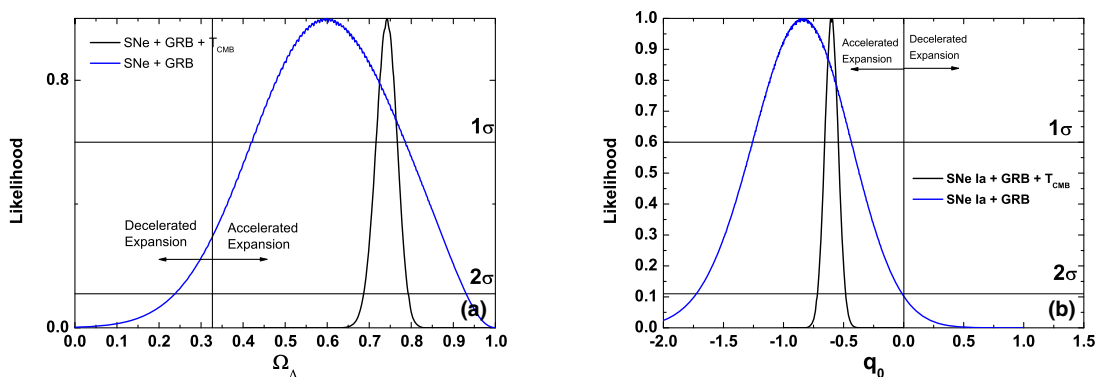 SNe + GRB + T_CMB
SNe + GRB
0.8
0.0
Likelihood
1σ
2σ
Decelerated
Expansion
Accelerated
Expansion
(a)
0.0 0.1 0.2 0.3 0.4 0.5 0.6 0.7 0.8 0.9 1.0
Ω_Λ
1.0
0.9
0.8
0.7
0.6
0.5
0.4
0.3
0.2
0.1
0.0
Likelihood
Accelerated
Expansion
Decelerated
Expansion
1σ
SNe Ia + GRB + T_CMB
SNe Ia + GRB
2σ
(b)
-2.0 -1.5 -1.0 -0.5 0.0 0.5 1.0 1.5
q_0